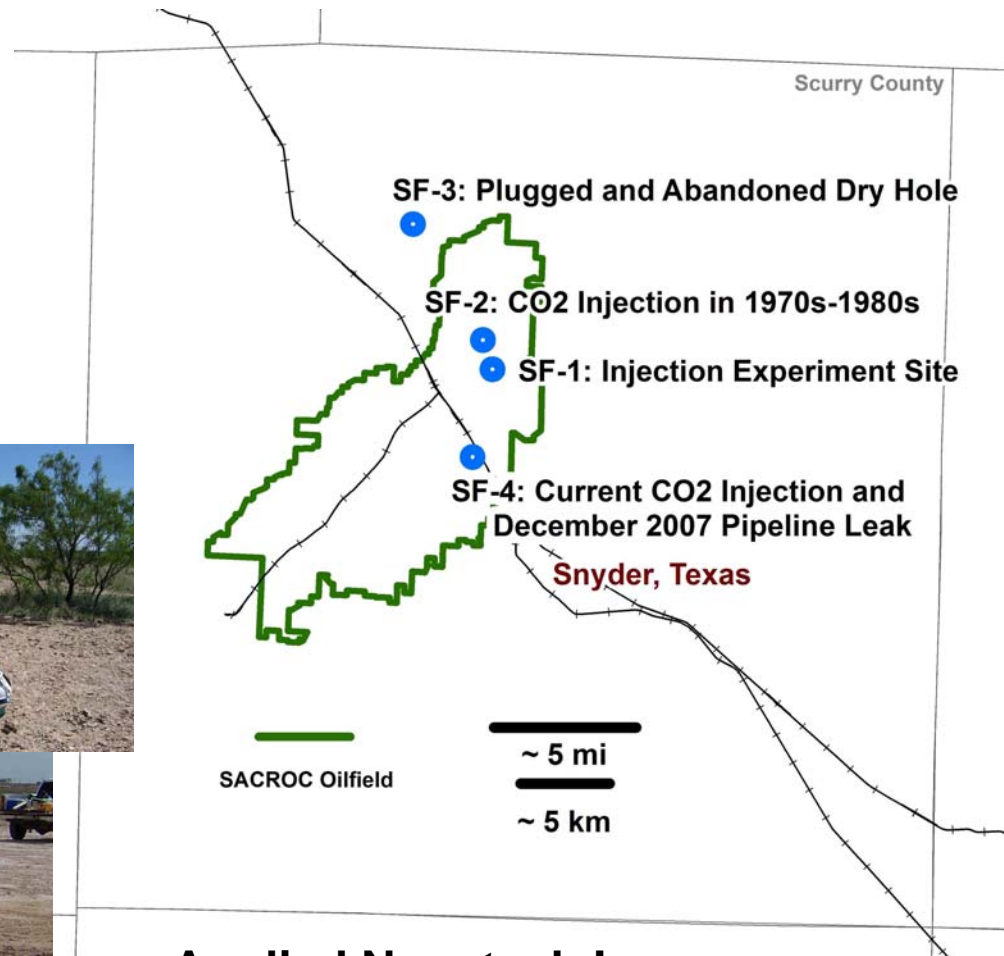 Scurry County
SF-3: Plugged and Abandoned Dry Hole
SF-2: CO2 Injection in 1970s-1980s
SF-1: Injection Experiment Site
SF-4: Current CO2 Injection and
December 2007 Pipeline Leak
Snyder, Texas
~ 5 mi
SACROC Oilfield
~ 5 km